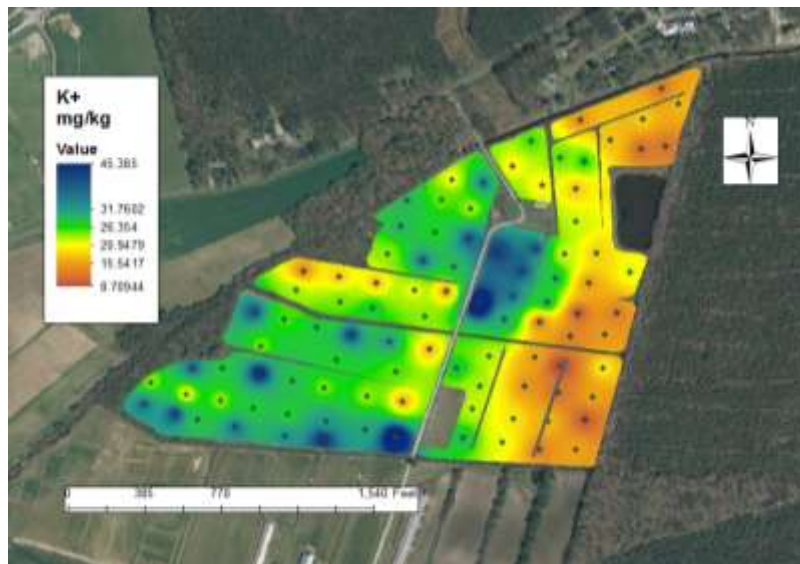 K+
mg/kg
Value
45.385
31.7602
26.354
20.9479
15.5417
9.70944
N
0 385 770 1,540 Feet